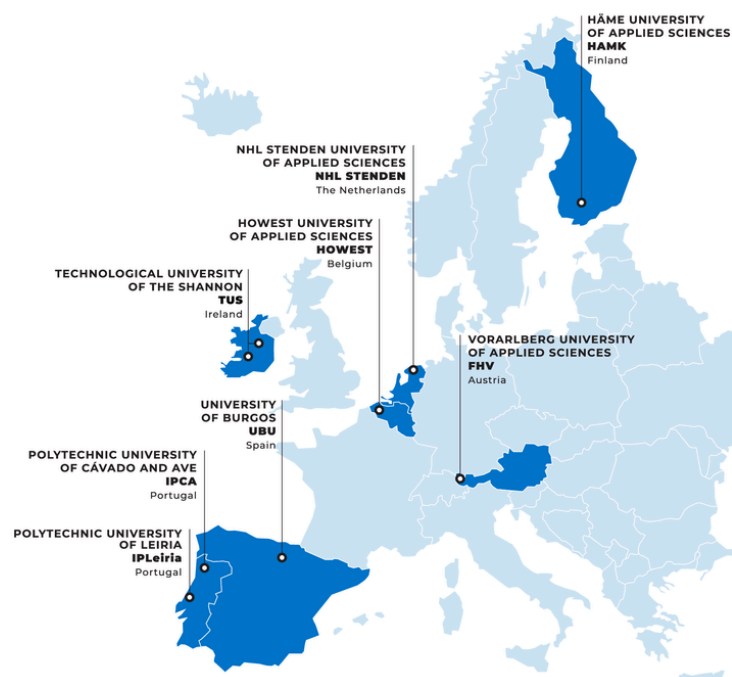 HÄME UNIVERSITY
OF APPLIED SCIENCES
HAMK
Finland
NHL STENDEN UNIVERSITY
OF APPLIED SCIENCES
NHL STENDEN
The Netherlands
HOWEST UNIVERSITY
OF APPLIED SCIENCES
HOWEST
Belgium
TECHNOLOGICAL UNIVERSITY
OF THE SHANNON
TUS
Ireland
VORARLBERG UNIVERSITY
OF APPLIED SCIENCES
FHV
Austria
UNIVERSITY
OF BURGOS
UBU
Spain
POLYTECHNIC UNIVERSITY
OF CÁVADO AND AVE
IPCA
Portugal
POLYTECHNIC UNIVERSITY
OF LEIRIA
IPLeiria
Portugal